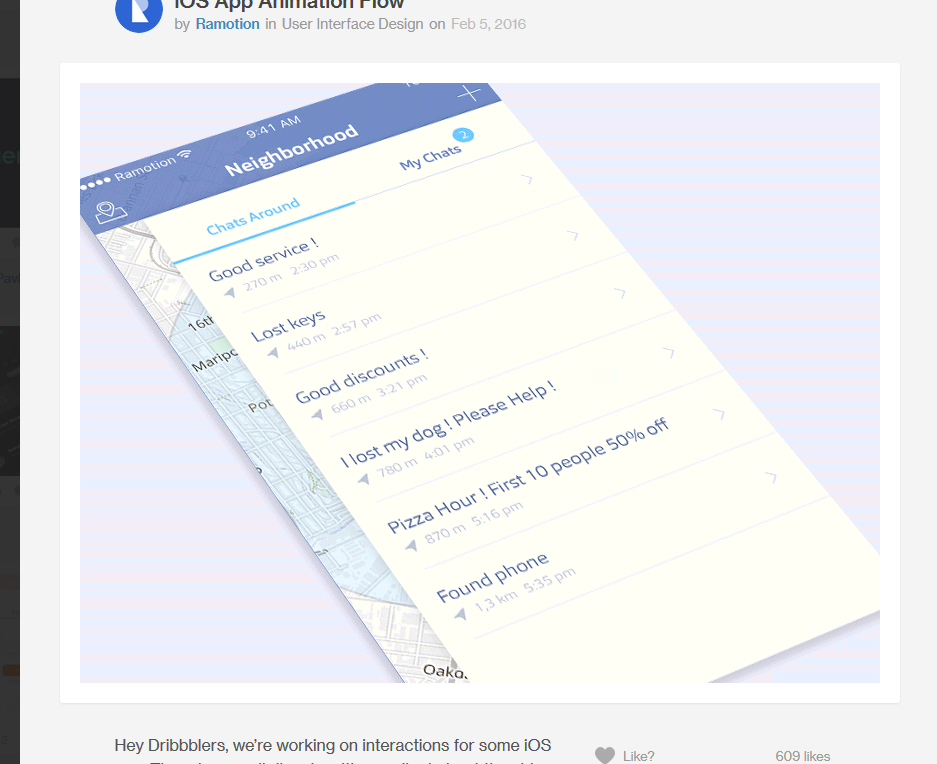 iOS App Animation Flow
by Ramotion in User Interface Design on Feb 5, 2016
Ramotion
9:41 AM
Neighborhood
Chats Around
My Chats
2
Good service !
270 m 2:30 pm
Lost keys
440 m 2:57 pm
Good discounts !
660 m 3:21 pm
I lost my dog ! Please Help !
780 m 4:01 pm
Pizza Hour ! First 10 people 50% off
870 m 5:16 pm
Found phone
1,3 km 5:35 pm
16th
Maripo
Pot
Oakd
Hey Dribbblers, we're working on interactions for some iOS
Like?
609 likes